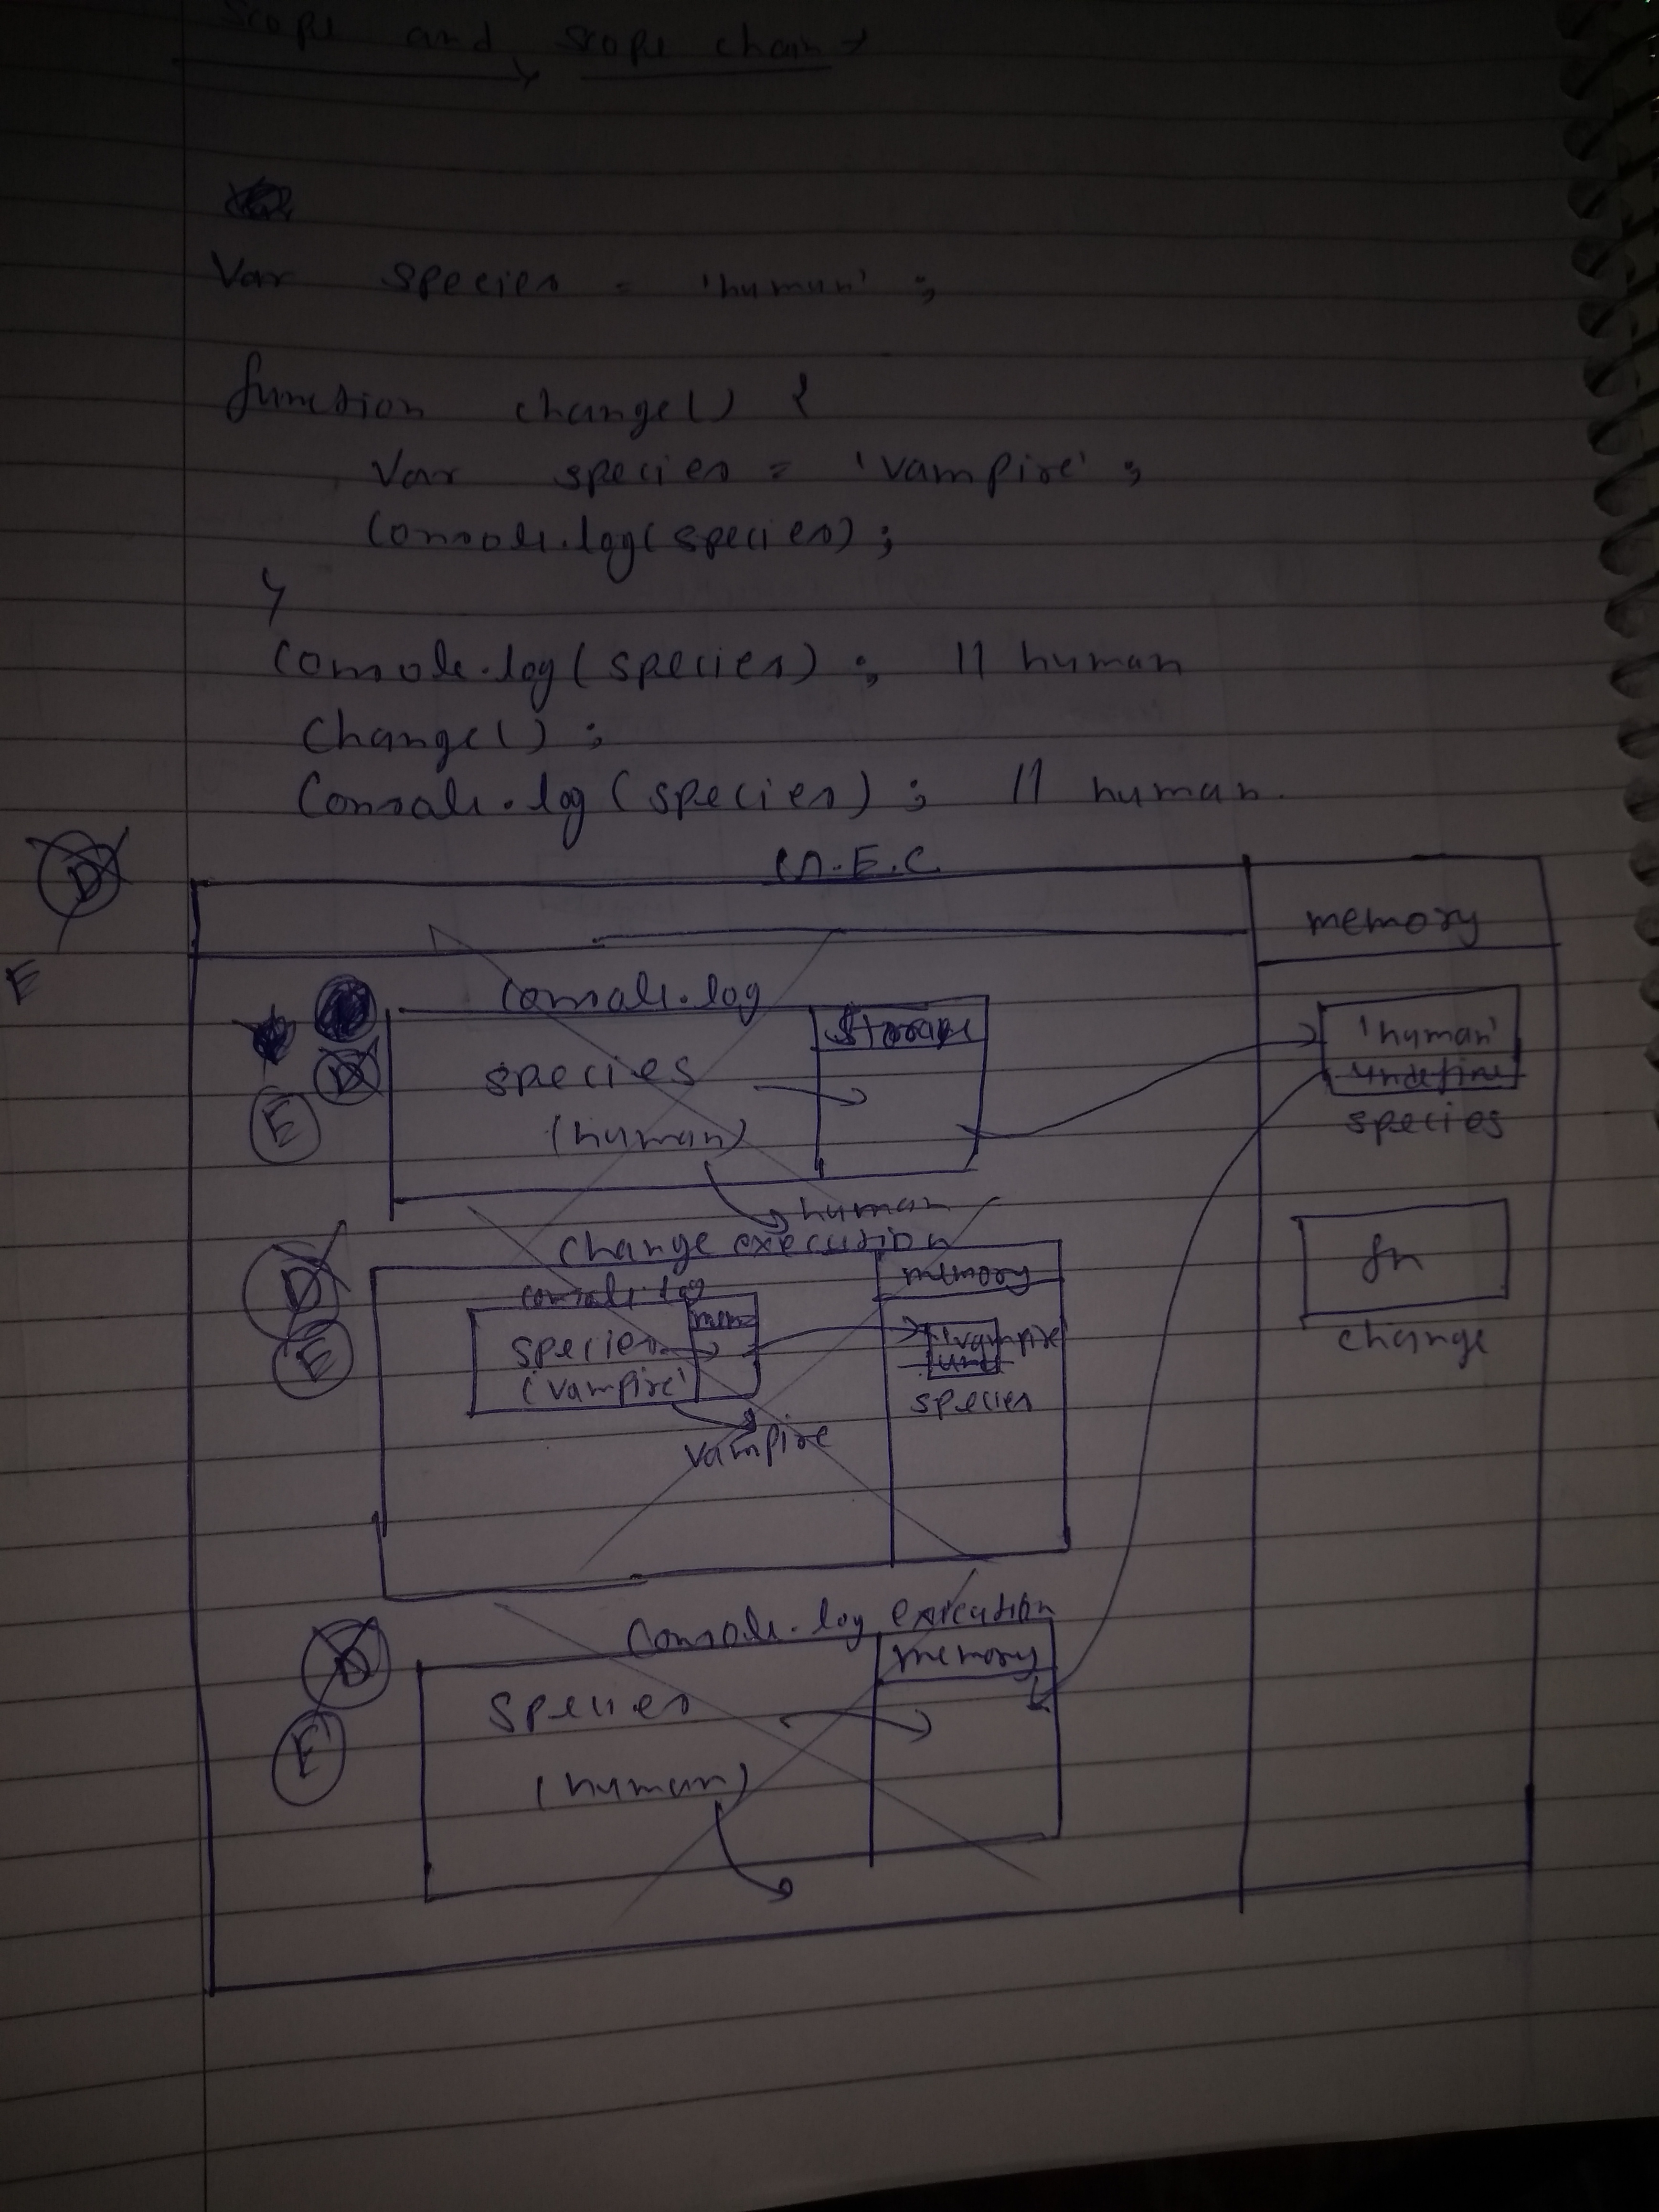 Scope and scope chain
Var species = 'human' ;
function change() {
Var species = 'vampire' ;
Console.log(species) ;
}
Console.log(species) ; // human
Change() ;
Console.log(species) ; // human.
D
G.E.C.
memory
E
console.log
storage
'human'
undefine
species
D
species
E
(human)
human
change execution
fn
change
D
E
console.log
mem
memory
species
('vampire'
vampire
und
species
vampire
Console.log execution
D
memory
species
E
(human)